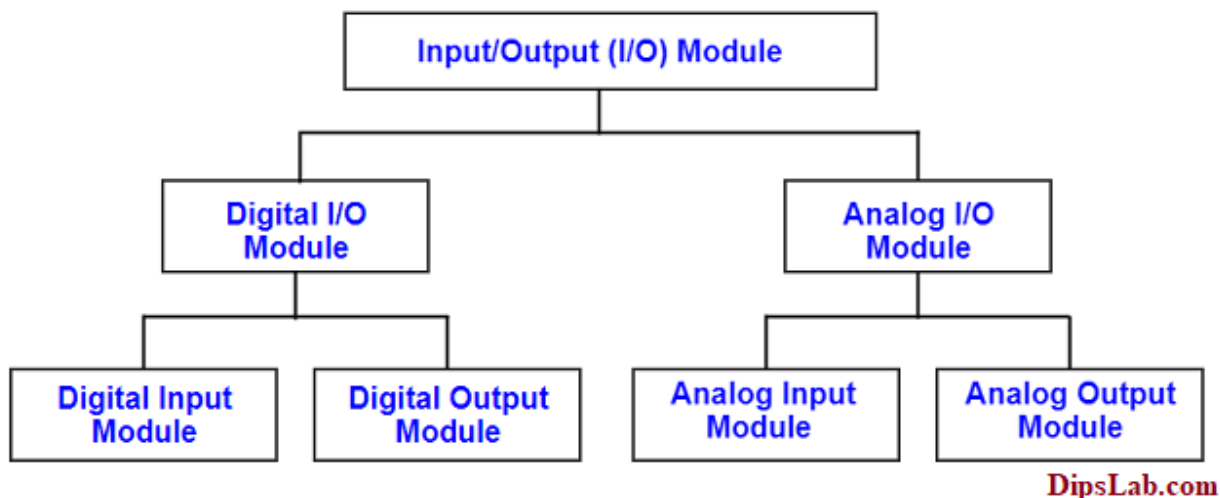 Input/Output (I/O) Module
Digital I/O
Module
Analog I/O
Module
Digital Input
Module
Digital Output
Module
Analog Input
Module
Analog Output
Module
DipsLab.com